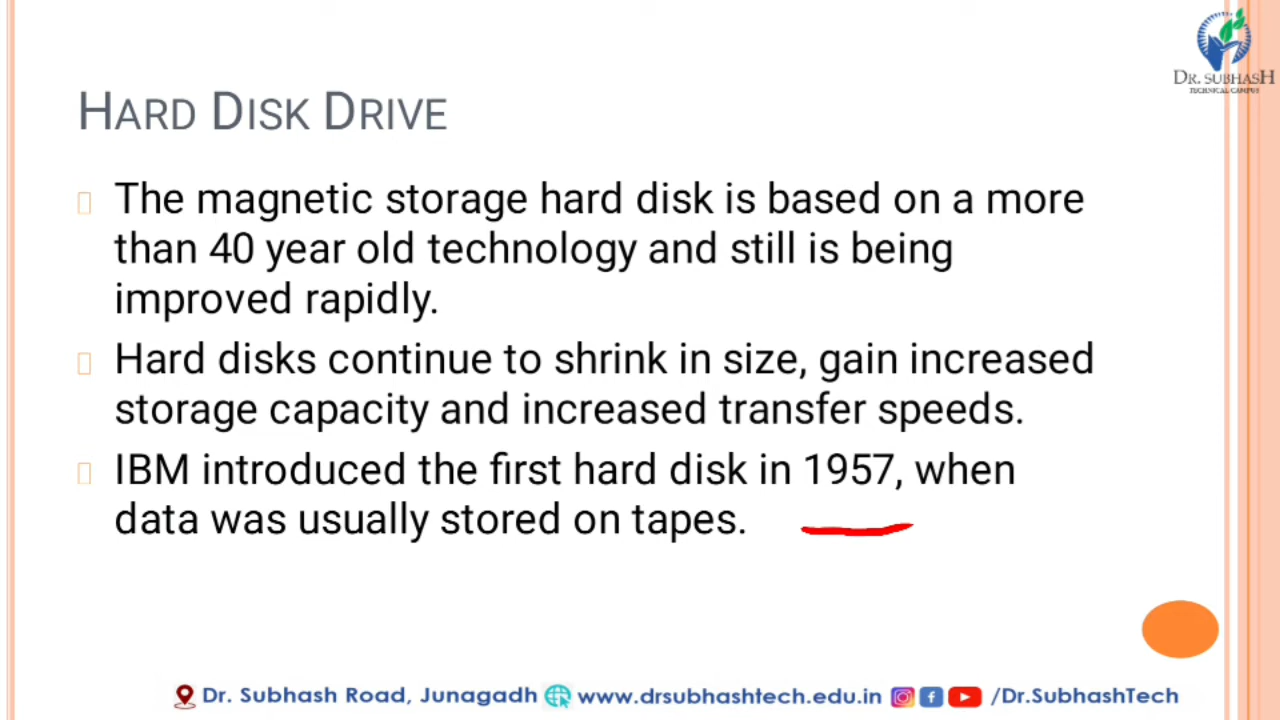 DR. SUBHASH
TECHNICAL CAMPUS
HARD DISK DRIVE
The magnetic storage hard disk is based on a more
than 40 year old technology and still is being
improved rapidly.
Hard disks continue to shrink in size, gain increased
storage capacity and increased transfer speeds.
IBM introduced the first hard disk in 1957, when
data was usually stored on tapes.
Dr. Subhash Road, Junagadh www.drsubhashtech.edu.in /Dr.SubhashTech